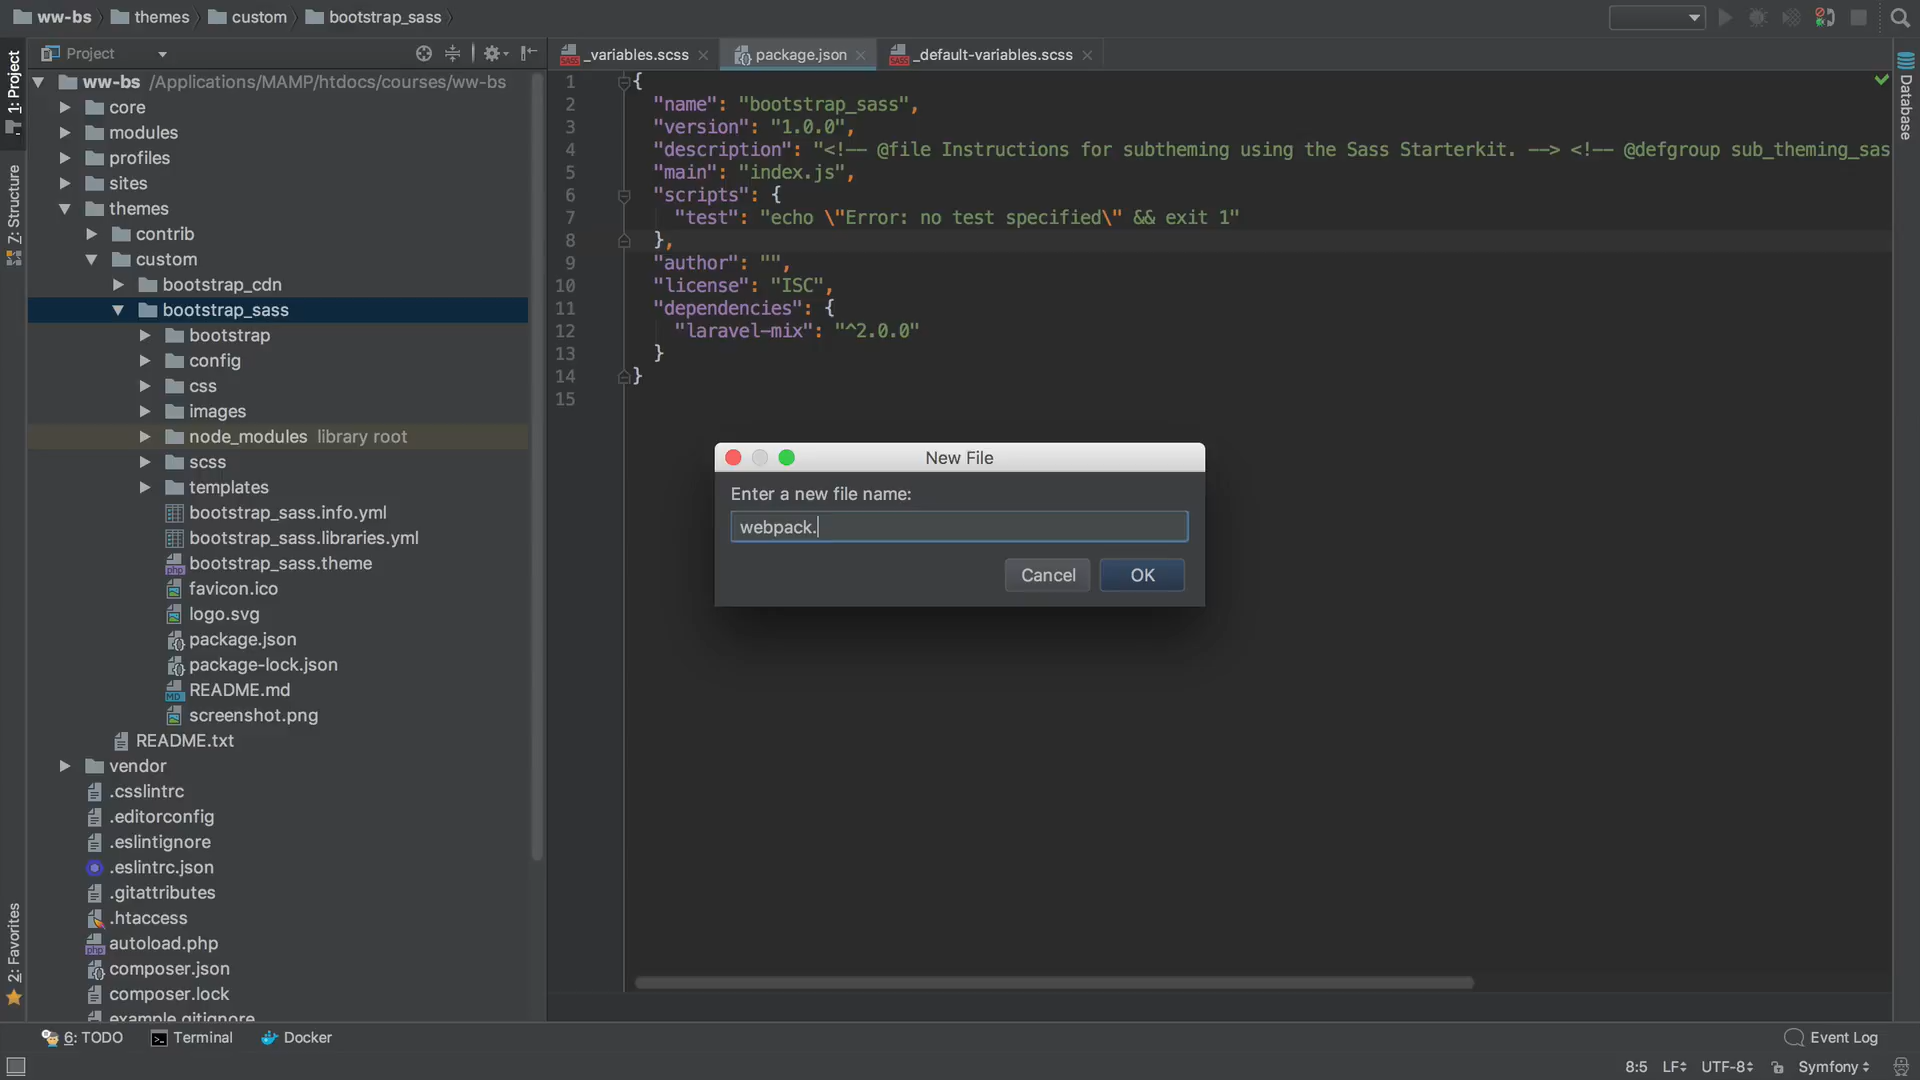 ww-bs themes custom bootstrap_sass
1: Project
Z: Structure
2: Favorites
Project
ww-bs /Applications/MAMP/htdocs/courses/ww-bs
core
modules
profiles
sites
themes
contrib
custom
bootstrap_cdn
bootstrap_sass
bootstrap
config
css
images
node_modules library root
scss
templates
bootstrap_sass.info.yml
bootstrap_sass.libraries.yml
bootstrap_sass.theme
favicon.ico
logo.svg
package.json
package-lock.json
README.md
screenshot.png
README.txt
vendor
.csslintrc
.editorconfig
.eslintignore
.eslintrc.json
.gitattributes
.htaccess
autoload.php
composer.json
composer.lock
example.gitignore
_variables.scss package.json _default-variables.scss
1 {
2 "name": "bootstrap_sass",
3 "version": "1.0.0",
4 "description": "<!-- @file Instructions for subtheming using the Sass Starterkit. --> <!-- @defgroup sub_theming_sas
5 "main": "index.js",
6 "scripts": {
7 "test": "echo \"Error: no test specified\" && exit 1"
8 },
9 "author": "",
10 "license": "ISC",
11 "dependencies": {
12 "laravel-mix": "^2.0.0"
13 }
14 }
15
New File
Enter a new file name:
webpack.
Cancel OK
Database
6: TODO Terminal Docker Event Log
8:5 LF UTF-8 Symfony